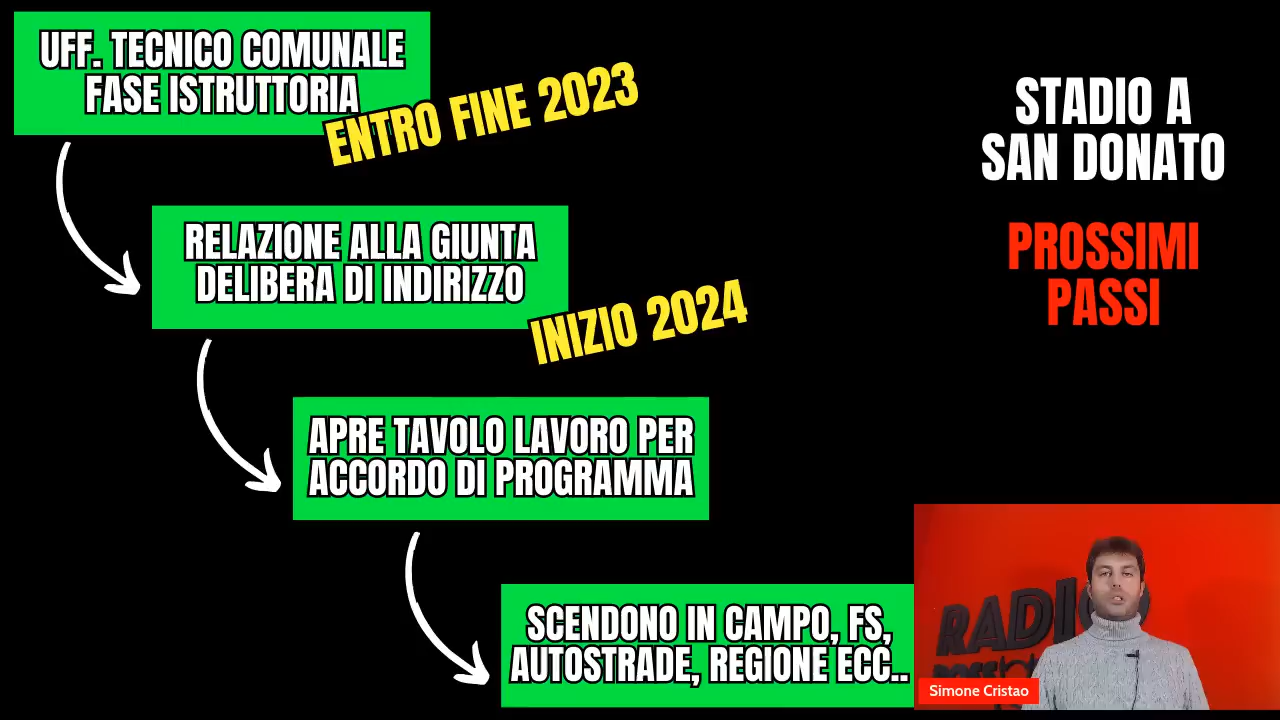 UFF. TECNICO COMUNALE
FASE ISTRUTTORIA
ENTRO FINE 2023
STADIO A
SAN DONATO
PROSSIMI
PASSI
RELAZIONE ALLA GIUNTA
DELIBERA DI INDIRIZZO
INIZIO 2024
APRE TAVOLO LAVORO PER
ACCORDO DI PROGRAMMA
SCENDONO IN CAMPO, FS,
AUTOSTRADE, REGIONE ECC..
RADIO
Simone Cristao